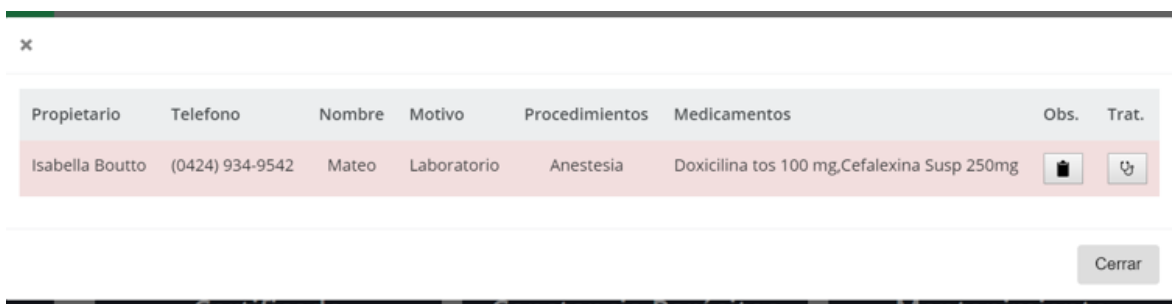 ×
Propietario Telefono Nombre Motivo Procedimientos Medicamentos Obs. Trat.
Isabella Boutto (0424) 934-9542 Mateo Laboratorio Anestesia Doxicilina tos 100 mg,Cefalexina Susp 250mg
Cerrar